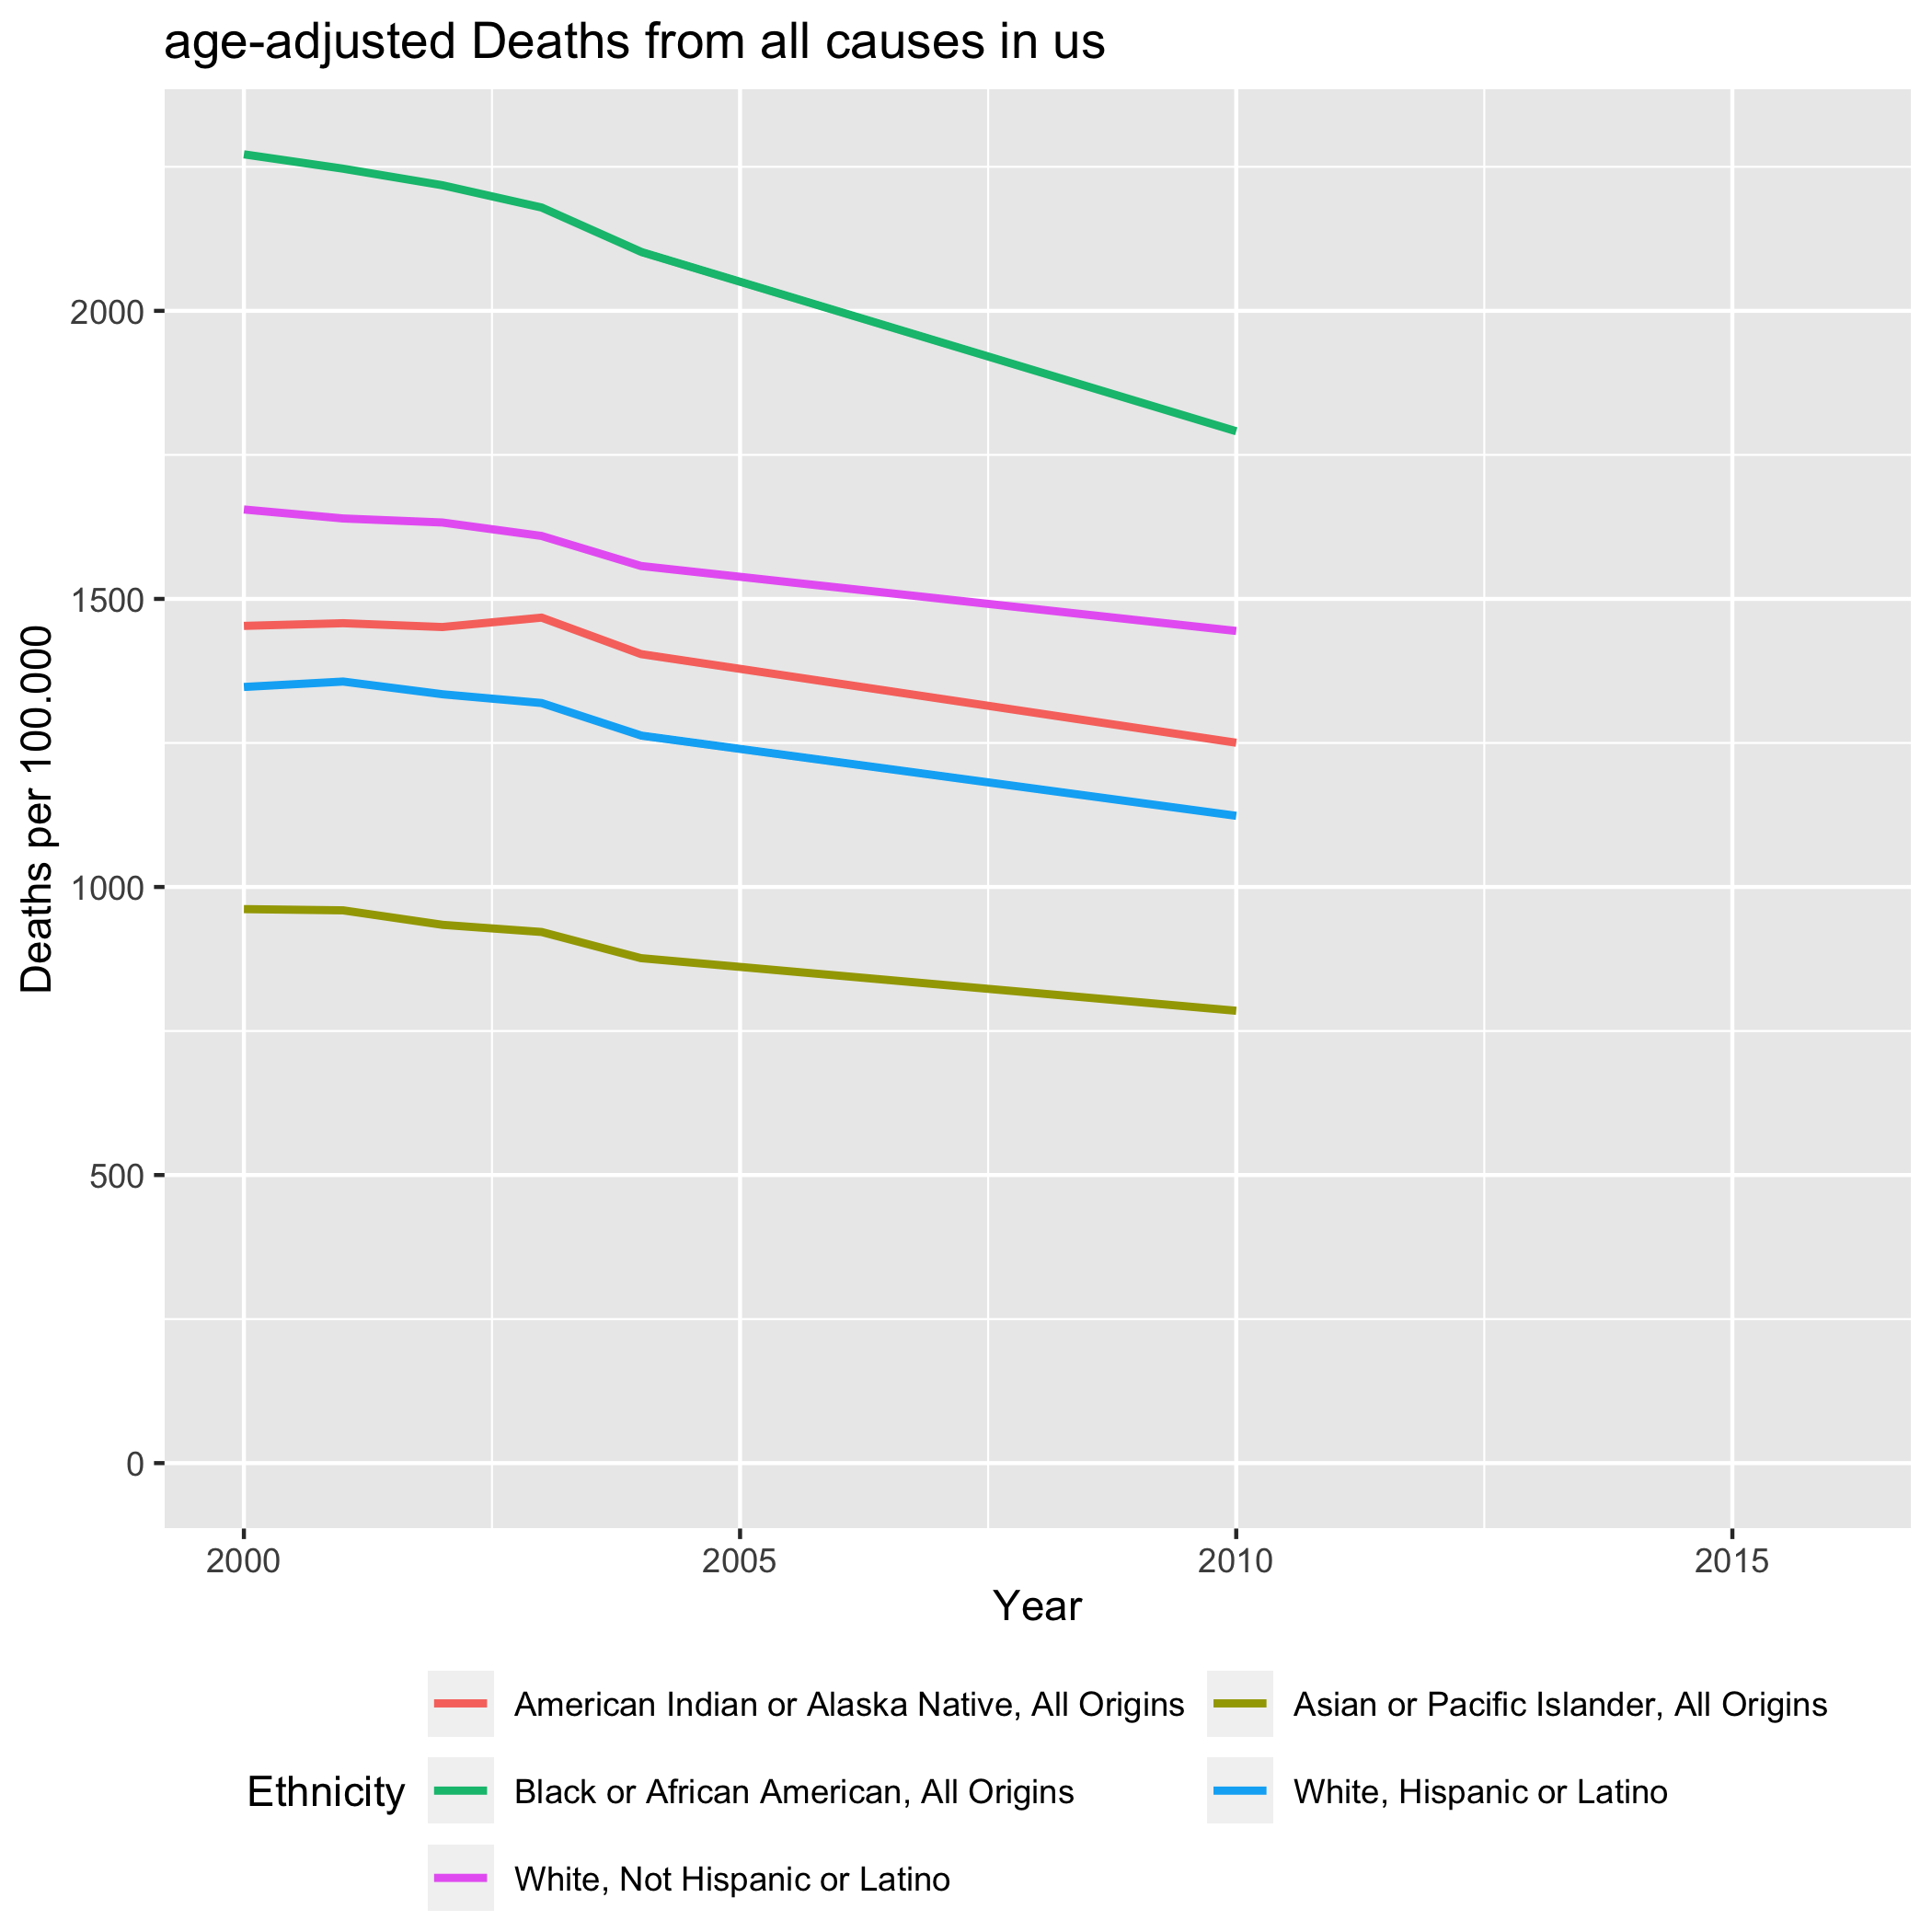 age-adjusted Deaths from all causes in us
Deaths per 100.000
2000
1500
1000
500
0
2000 2005 2010 2015
Year
Ethnicity
American Indian or Alaska Native, All Origins
Asian or Pacific Islander, All Origins
Black or African American, All Origins
White, Hispanic or Latino
White, Not Hispanic or Latino